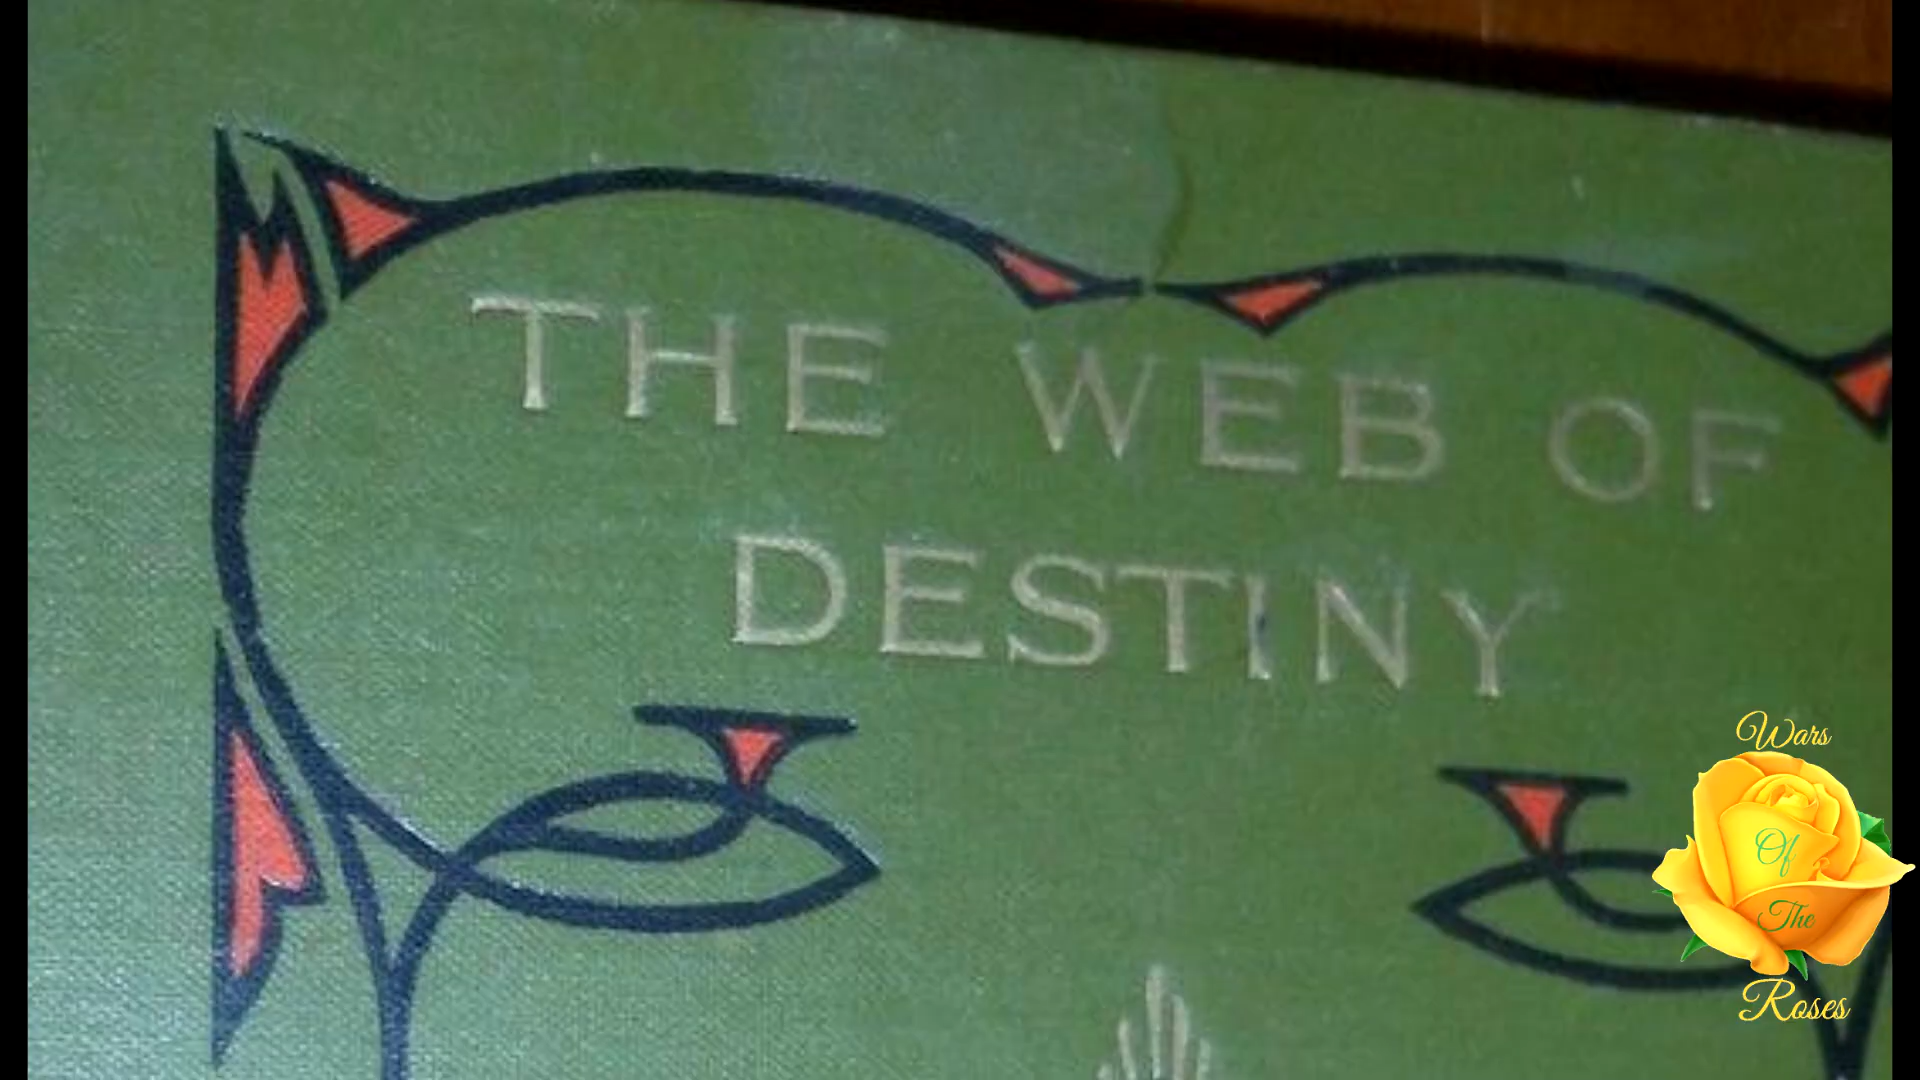 THE WEB OF
DESTINY
Wars
Of
The
Roses